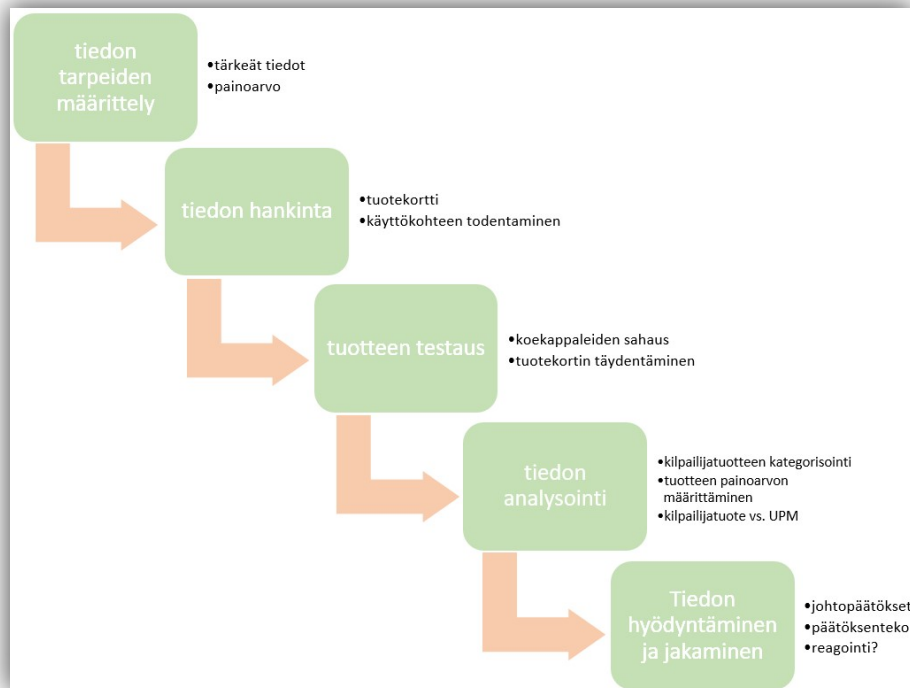 tiedon
tarpeiden
määrittely
•tärkeät tiedot
•painoarvo
tiedon hankinta
•tuotekortti
•käyttökohteen todentaminen
tuotteen testaus
•koekappaleiden sahaus
•tuotekortin täydentäminen
tiedon
analysointi
•kilpailijatuotteen kategorisointi
•tuotteen painoarvon
määrittäminen
•kilpailijatuote vs. UPM
Tiedon
hyödyntäminen
ja jakaminen
•johtopäätökset
•päätöksenteko
•reagointi?